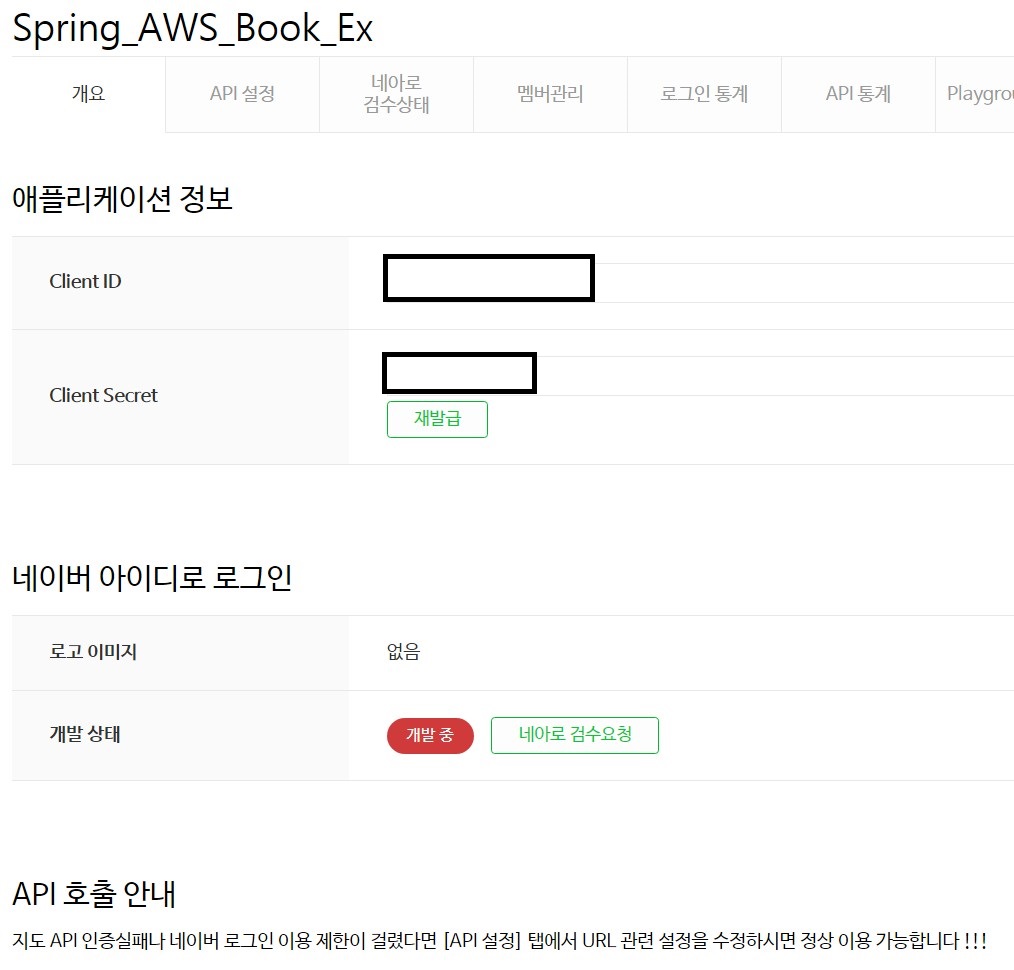 Spring_AWS_Book_Ex
개요
API 설정
네아로
검수상태
멤버관리
로그인 통계
API 통계
Playgrou
애플리케이션 정보
Client ID
Client Secret
재발급
네이버 아이디로 로그인
로고 이미지
없음
개발 상태
개발 중
네아로 검수요청
API 호출 안내
지도 API 인증실패나 네이버 로그인 이용 제한이 걸렸다면 [API 설정] 탭에서 URL 관련 설정을 수정하시면 정상 이용 가능합니다 !!!